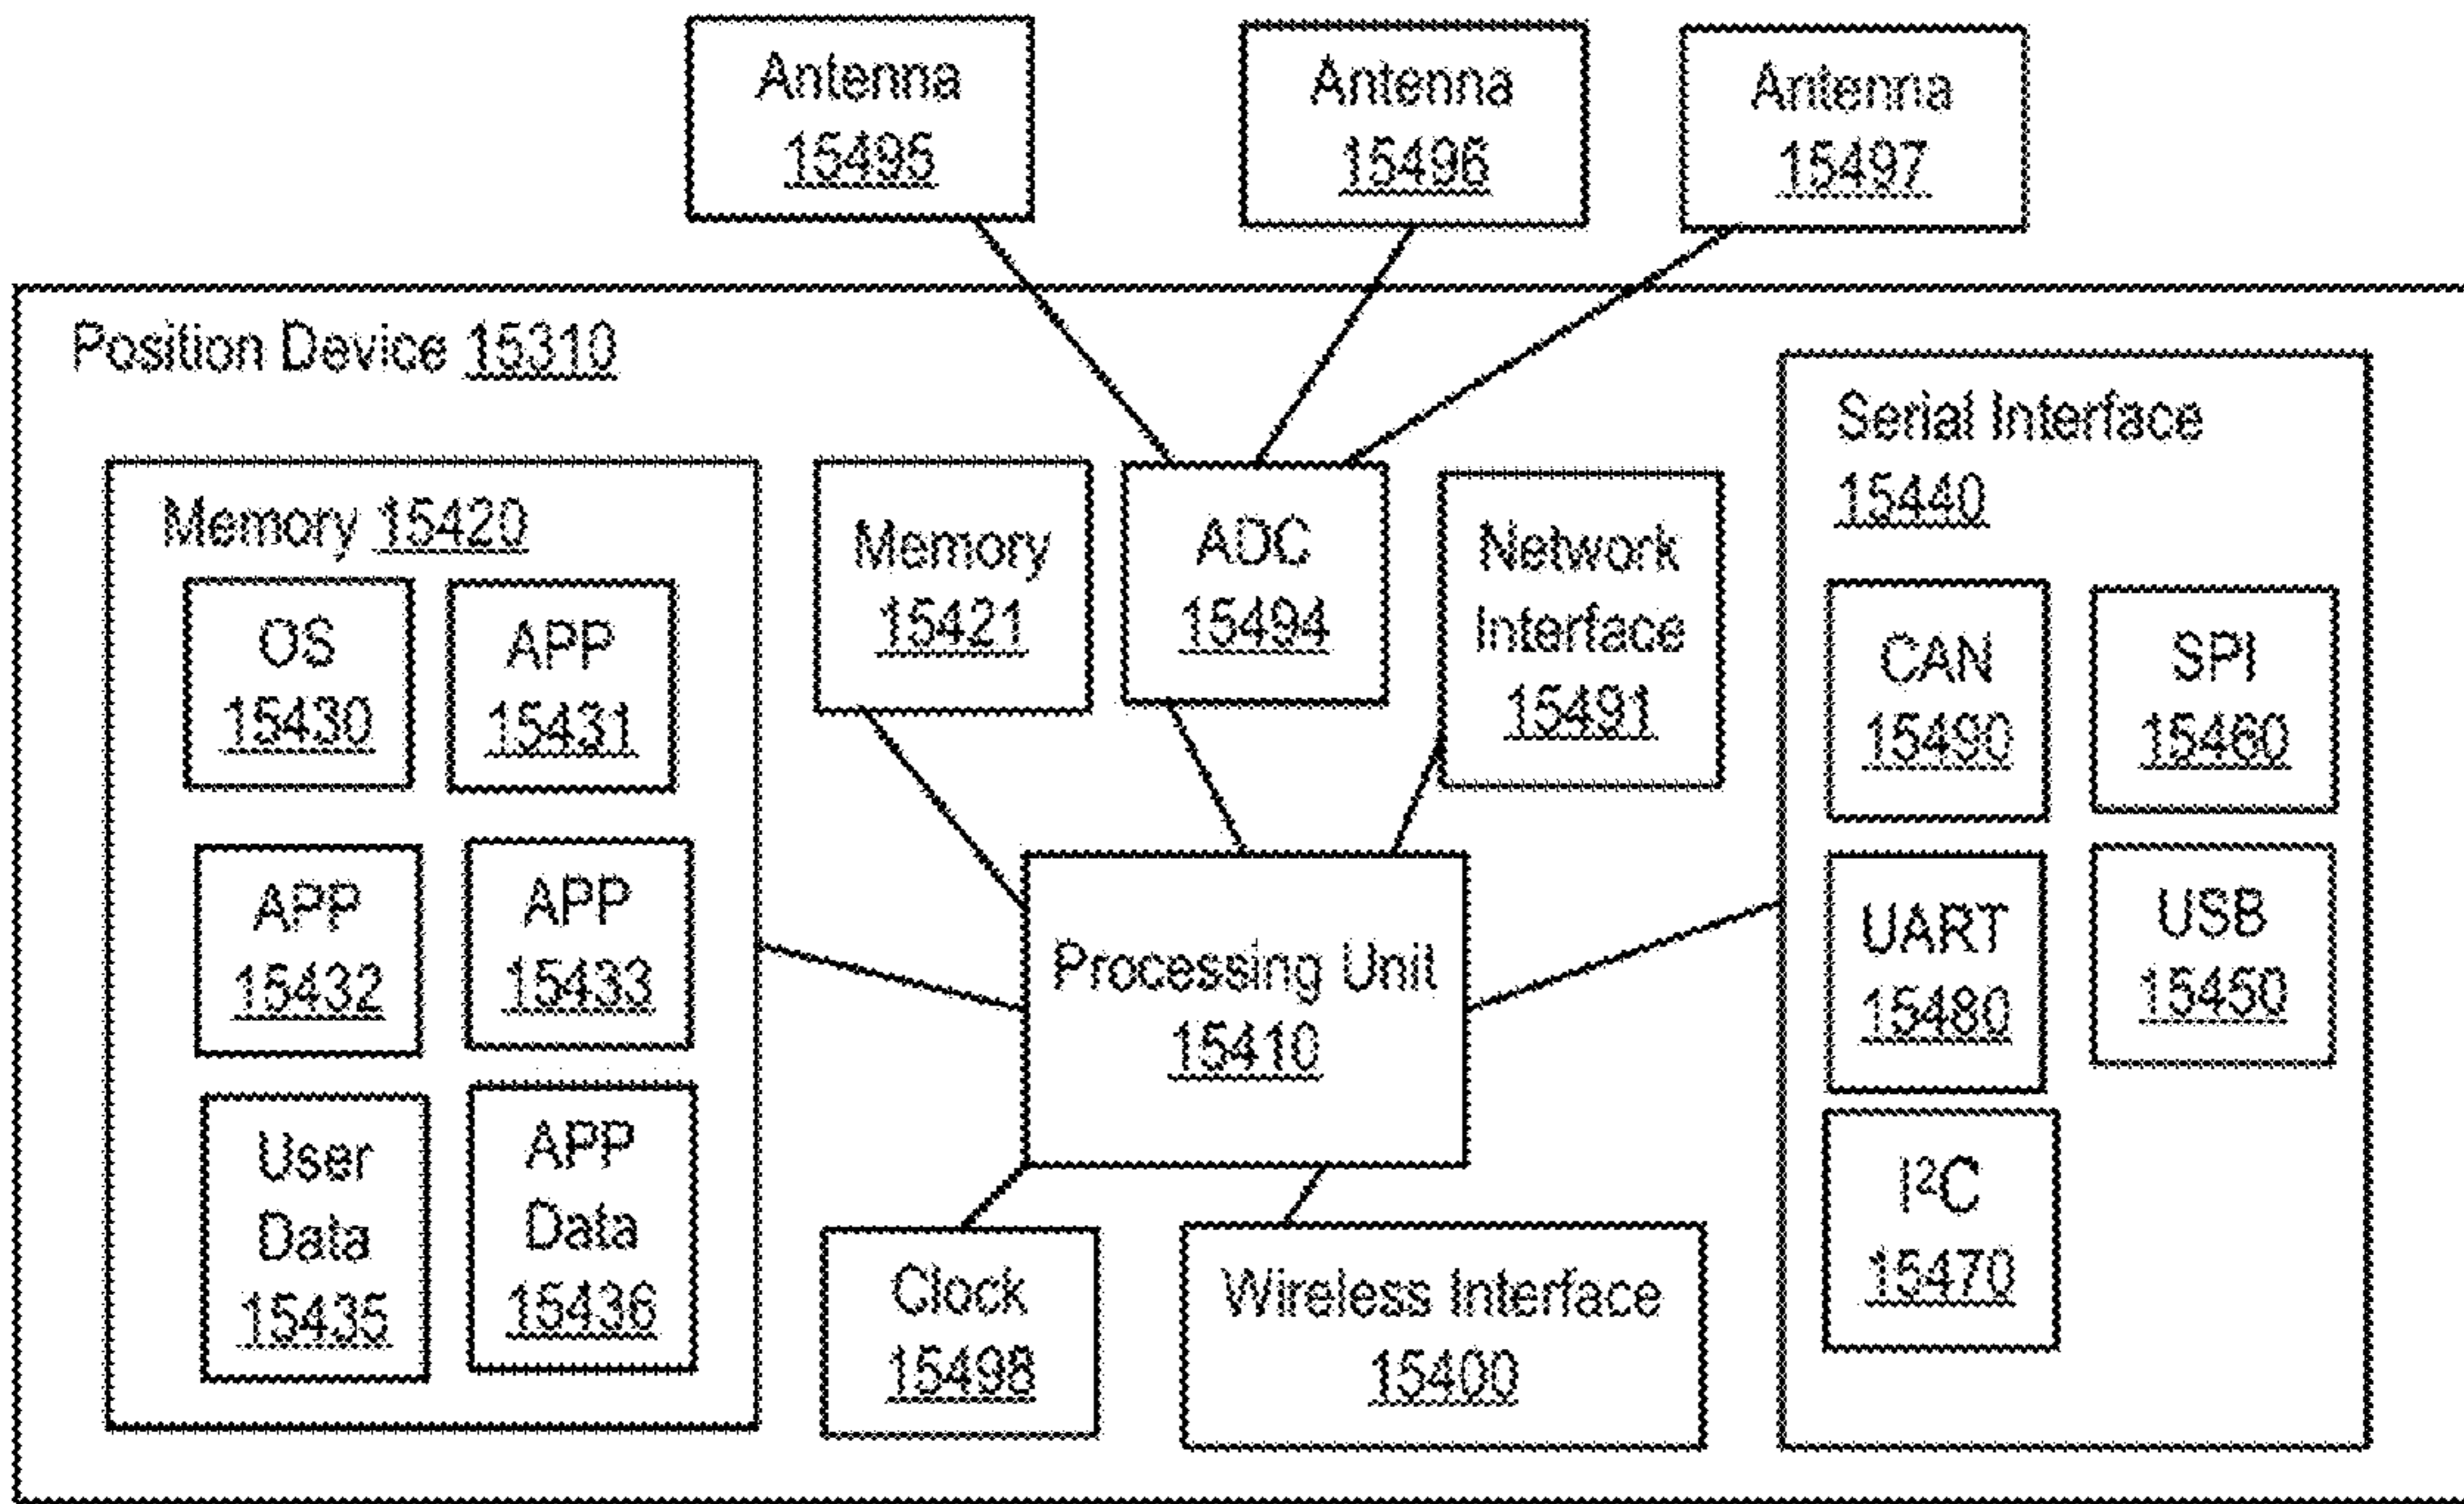 Antenna
15495
Antenna
15496
Antenna
15497
Position Device 15310
Memory 15420
OS
15430
APP
15431
APP
15432
APP
15433
User
Data
15435
APP
Data
15436
Memory
15421
ADC
15494
Network
Interface
15491
Processing Unit
15410
Clock
15498
Wireless Interface
15400
Serial Interface
15440
CAN
15490
SPI
15460
UART
15480
USB
15450
I²C
15470